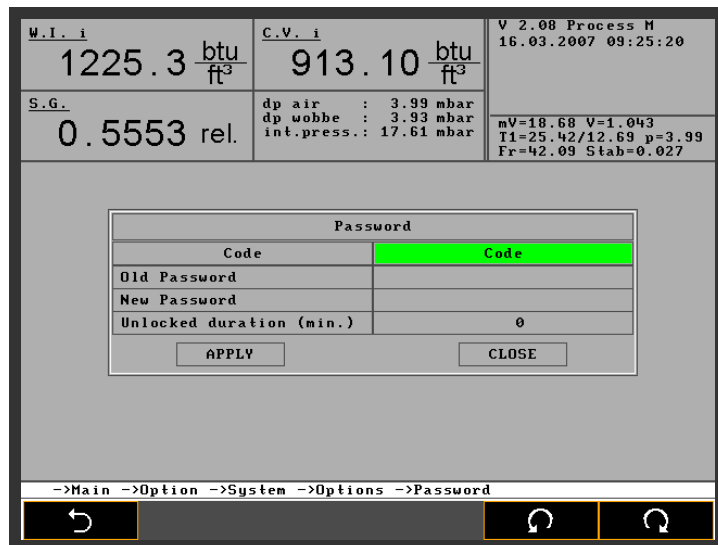 W.I. i
1225.3 btu/ft³
C.V. i
913.10 btu/ft³
V 2.08 Process M
16.03.2007 09:25:20
S.G.
0.5553 rel.
dp air : 3.99 mbar
dp wobbe : 3.93 mbar
int.press.: 17.61 mbar
mV=18.68 V=1.043
T1=25.42/12.69 p=3.99
Fr=42.09 Stab=0.027
Password
Code Code
Old Password
New Password
Unlocked duration (min.) 0
APPLY CLOSE
->Main ->Option ->System ->Options ->Password